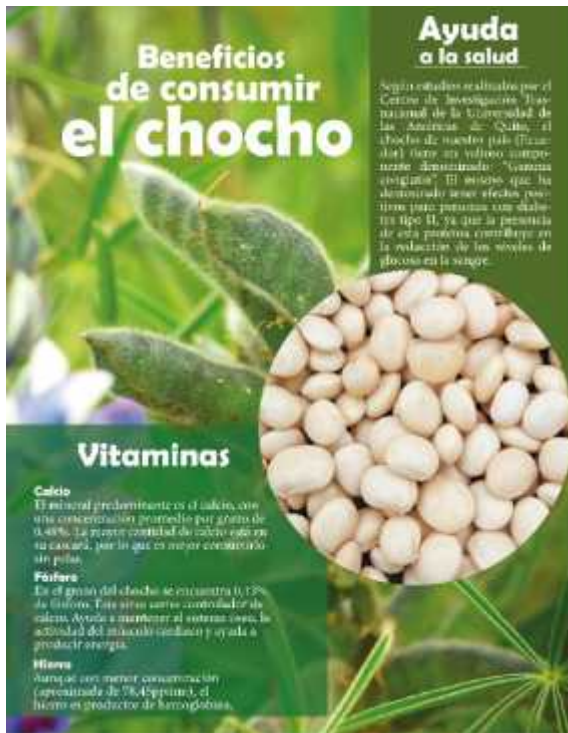 Beneficios
de consumir
el chocho
Ayuda
a la salud
Según estudios realizados por el
Centro de Investigación Tras-
nacional de la Universidad de
las Américas de Quito, el
chocho de nuestro país (Ecua-
dor) tiene un valioso compo-
nente denominado "Gamma
conglutin". El mismo que ha
demostrado tener efectos posi-
tivos para personas con diabe-
tes tipo II, ya que la presencia
de esta proteína contribuye en
la reducción de los niveles de
glucosa en la sangre.
Vitaminas
Calcio
El mineral predominante es el calcio, con
una concentración promedio por grano de
0,48%. La mayor cantidad de calcio está en
su cáscara, por lo que es mejor consumirlo
sin pelar.
Fósforo
En el grano del chocho se encuentra 0,43%
de fósforo. Este sirve como controlador de
calcio. Ayuda a mantener el sistema óseo, la
actividad del músculo cardíaco y ayuda a
producir energía.
Hierro
Aunque con menor concentración
(aproximada de 78,45ppmm), el
hierro es productor de hemoglobina,